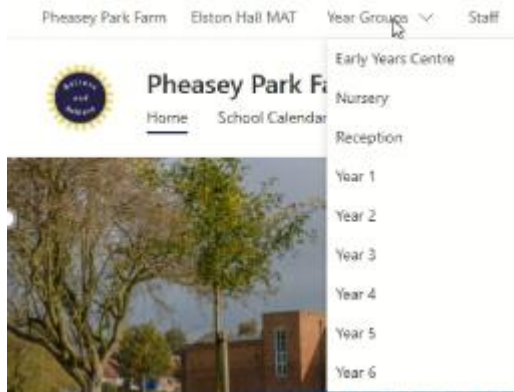 Pheasey Park Farm Elston Hall MAT Year Groups Staff
Early Years Centre
Pheasey Park Fa
Nursery
Home School Calendar
Reception
Year 1
Year 2
Year 3
Year 4
Year 5
Year 6